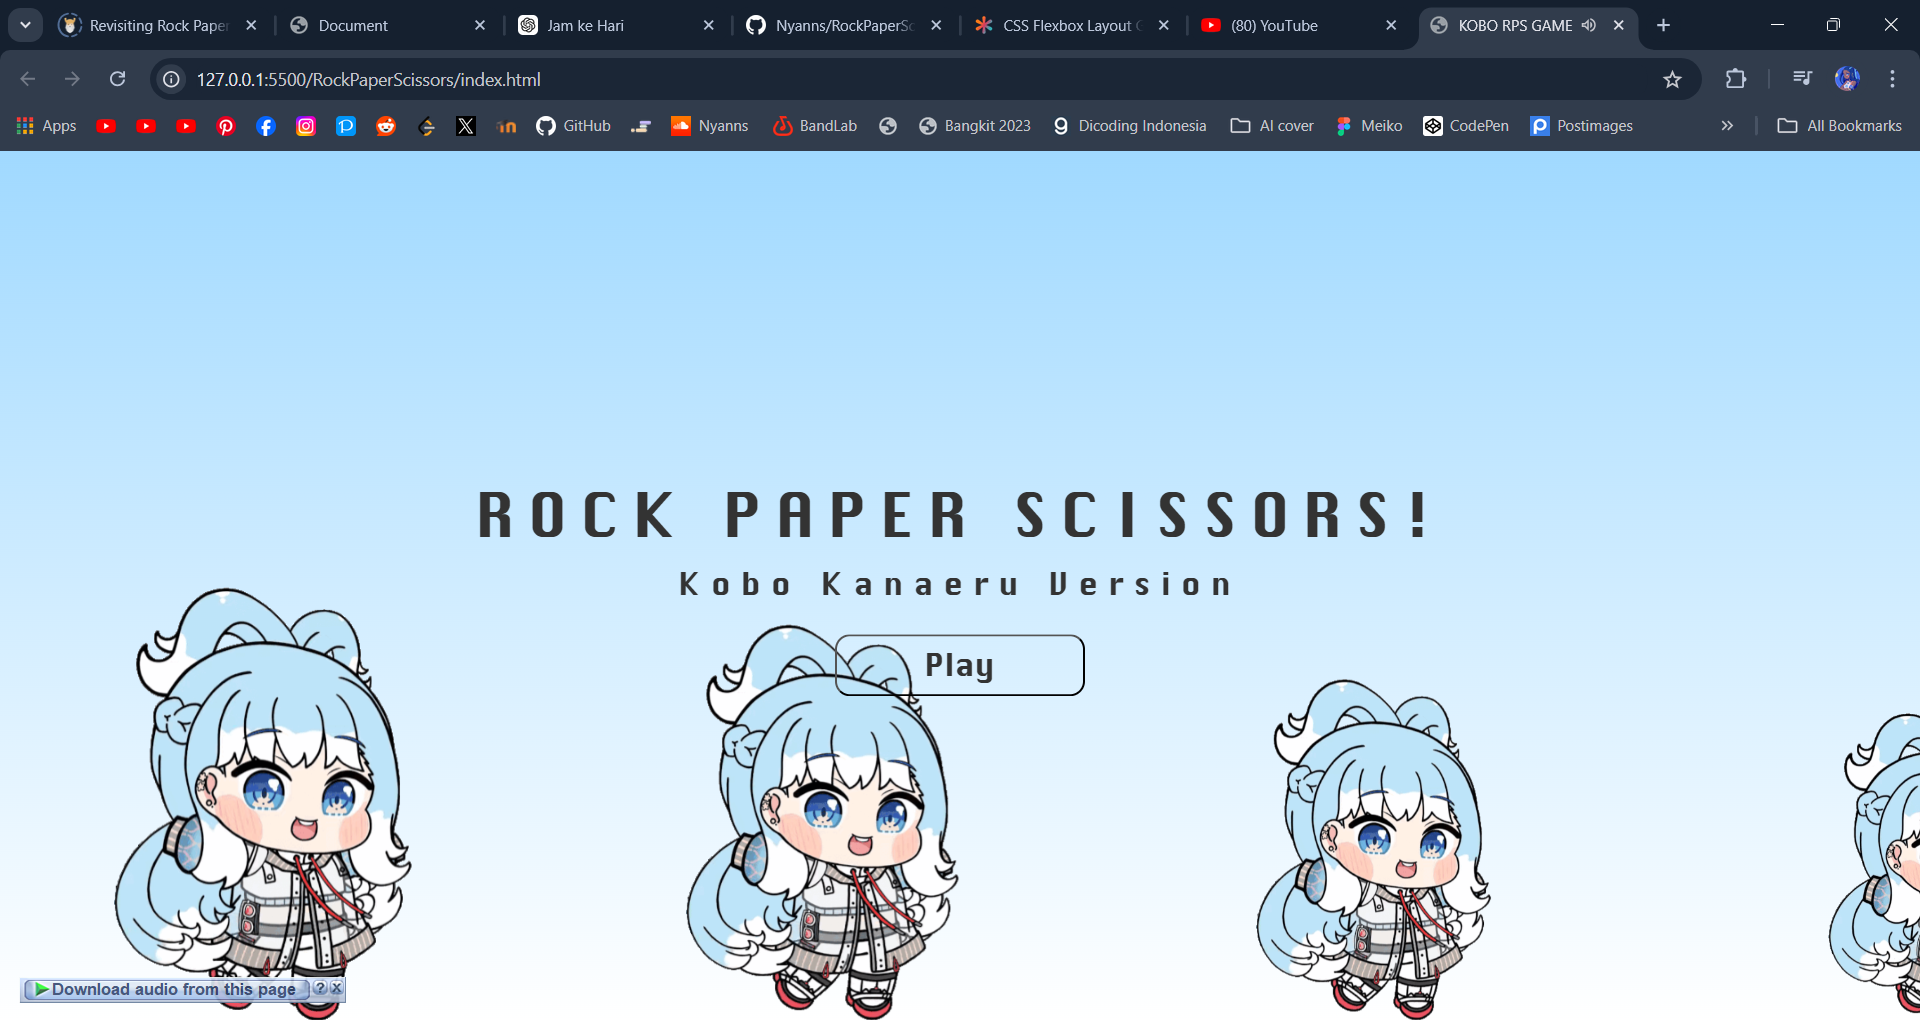 Revisiting Rock Paper
Document
Jam ke Hari
Nyanns/RockPaperSc
CSS Flexbox Layout G
(80) YouTube
KOBO RPS GAME
127.0.0.1:5500/RockPaperScissors/index.html
Apps
GitHub
Nyanns
BandLab
Bangkit 2023
Dicoding Indonesia
AI cover
Meiko
CodePen
Postimages
All Bookmarks
ROCK PAPER SCISSORS!
Kobo Kanaeru Version
Play
Download audio from this page